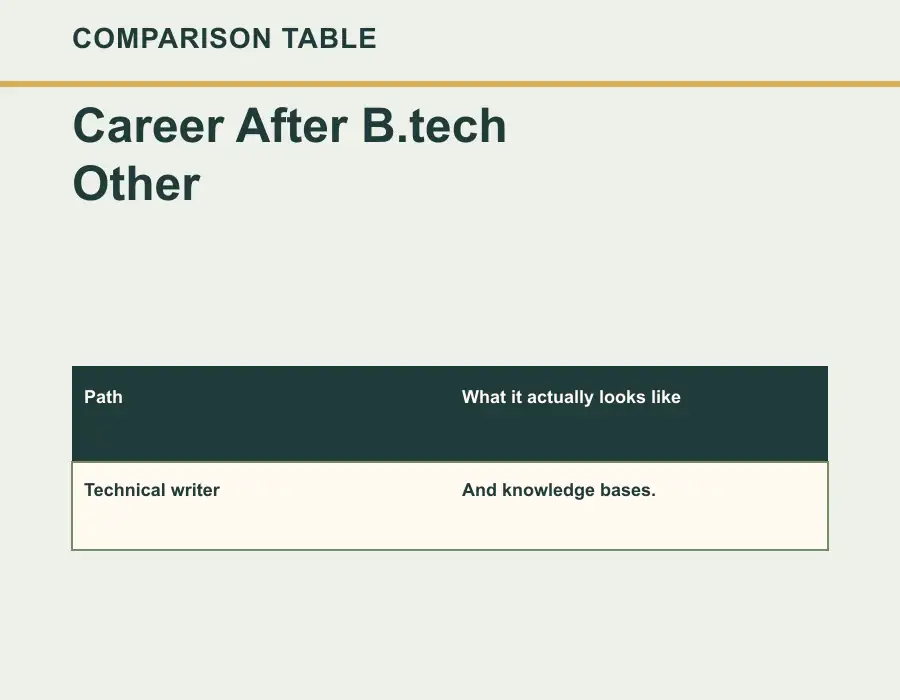 COMPARISON TABLE
Career After B.tech
Other
Path What it actually looks like
Technical writer And knowledge bases.